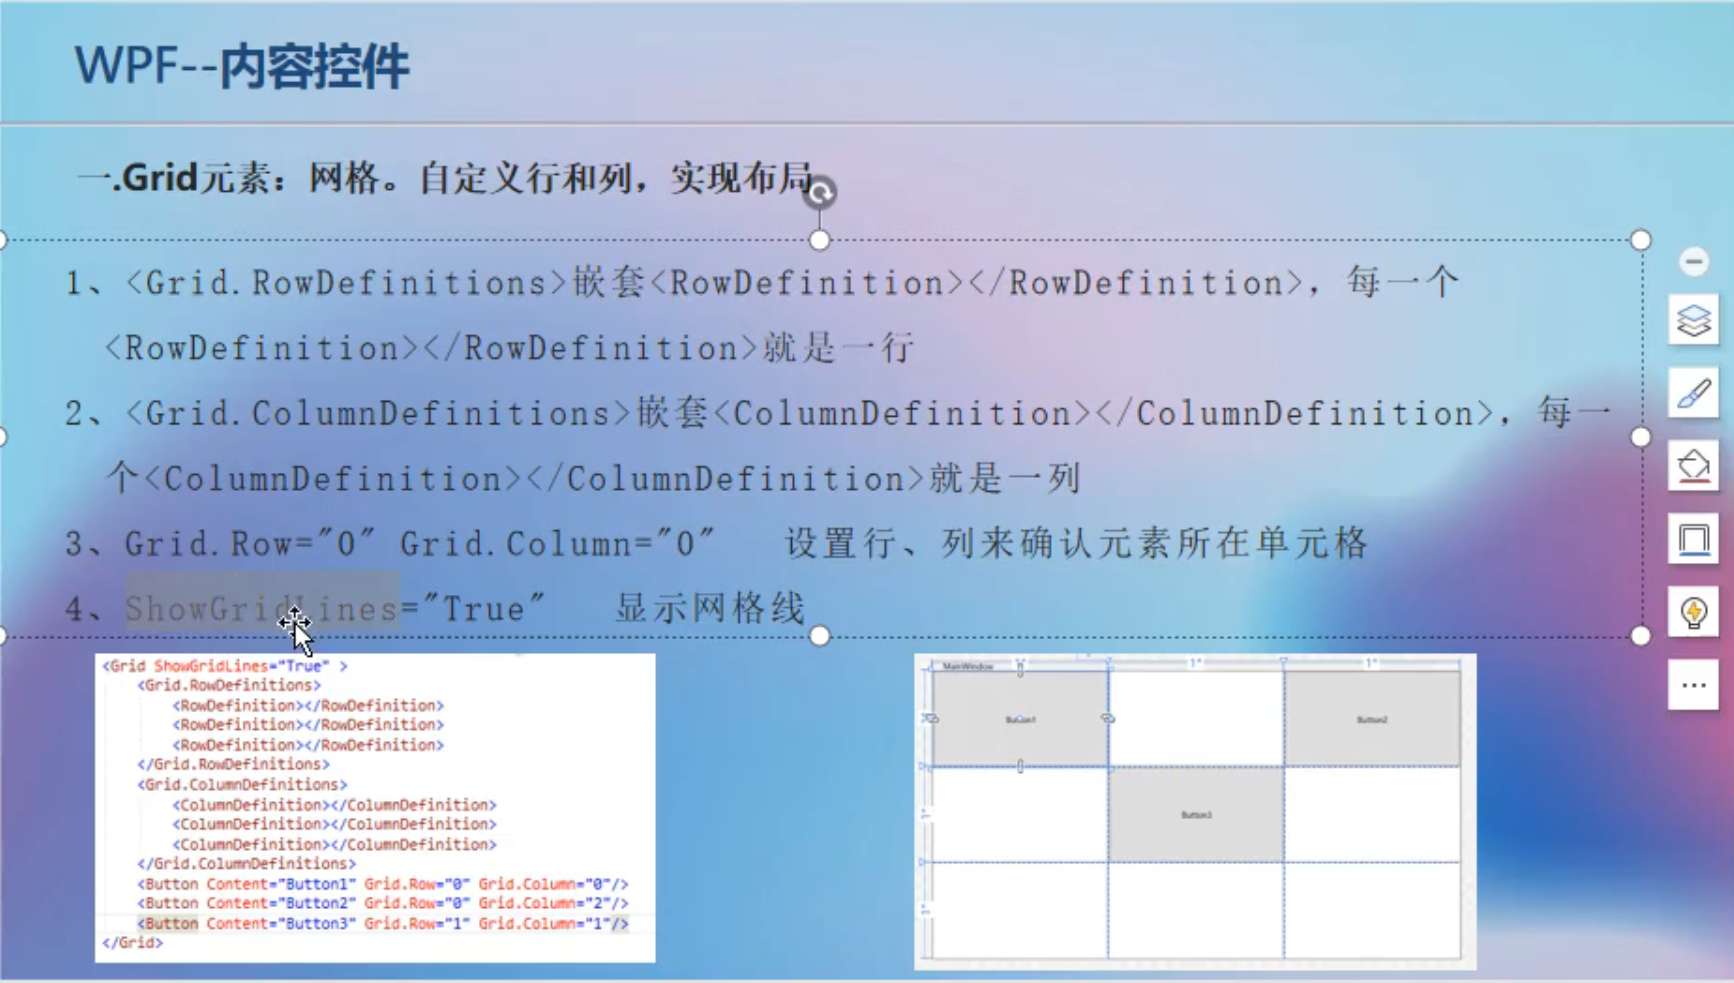 WPF--内容控件
一.Grid元素：网格。自定义行和列，实现布局
1、<Grid.RowDefinitions>嵌套<RowDefinition></RowDefinition>，每一个
<RowDefinition></RowDefinition>就是一行
2、<Grid.ColumnDefinitions>嵌套<ColumnDefinition></ColumnDefinition>，每一
个<ColumnDefinition></ColumnDefinition>就是一列
3、Grid.Row="0" Grid.Column="0" 设置行、列来确认元素所在单元格
4、ShowGridLines="True" 显示网格线
<Grid ShowGridLines="True" >
<Grid.RowDefinitions>
<RowDefinition></RowDefinition>
<RowDefinition></RowDefinition>
<RowDefinition></RowDefinition>
</Grid.RowDefinitions>
<Grid.ColumnDefinitions>
<ColumnDefinition></ColumnDefinition>
<ColumnDefinition></ColumnDefinition>
<ColumnDefinition></ColumnDefinition>
</Grid.ColumnDefinitions>
<Button Content="Button1" Grid.Row="0" Grid.Column="0"/>
<Button Content="Button2" Grid.Row="0" Grid.Column="2"/>
<Button Content="Button3" Grid.Row="1" Grid.Column="1"/>
</Grid>
MainWindow
1* 1*
Button1
Button2
Button3
1*
1*